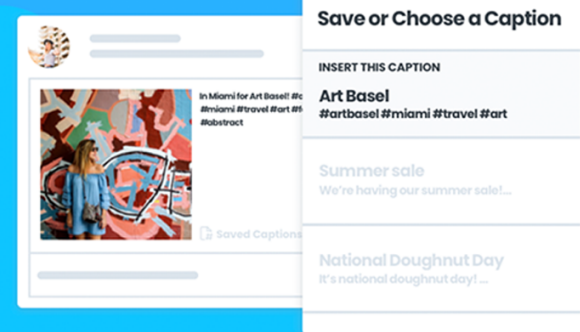 In Miami for Art Basel!
#miami #travel #art
#abstract
Saved Captions
Save or Choose a Caption
INSERT THIS CAPTION
Art Basel
#artbasel #miami #travel #art
Summer sale
We're having our summer sale!...
National Doughnut Day
It's national doughnut day! ...